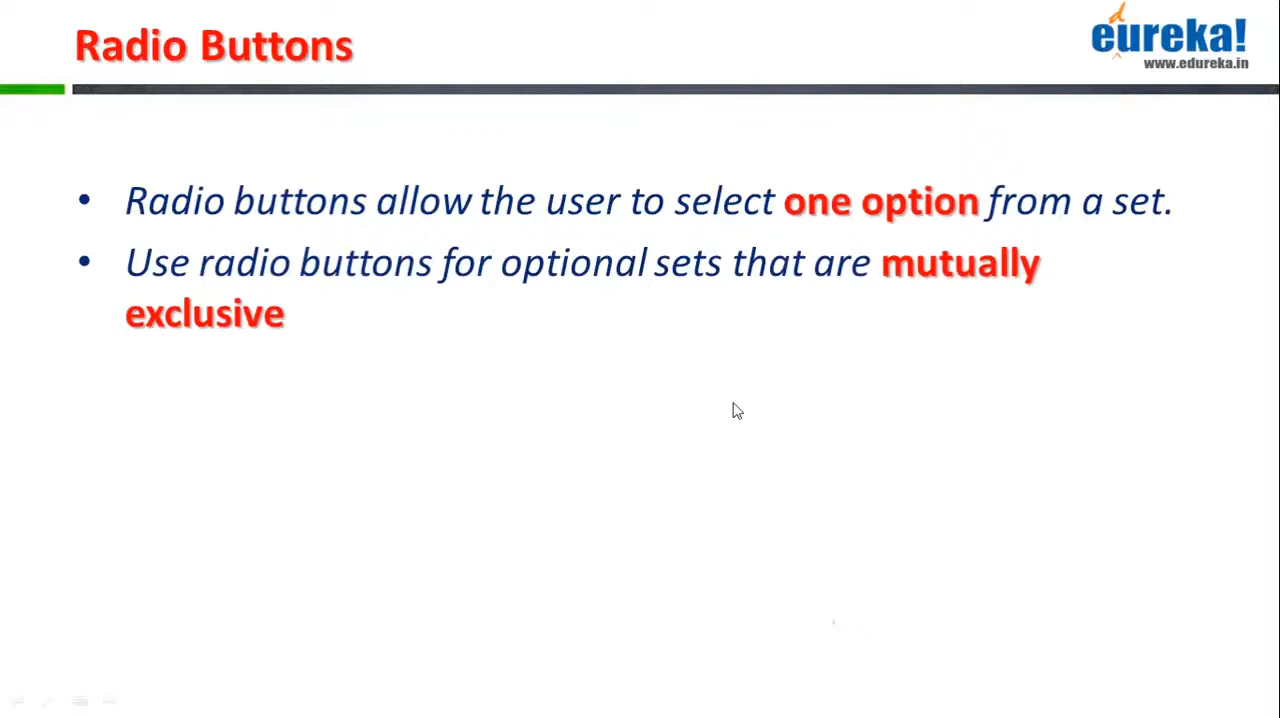 Radio Buttons
edureka!
www.edureka.in
• Radio buttons allow the user to select one option from a set.
• Use radio buttons for optional sets that are mutually
exclusive